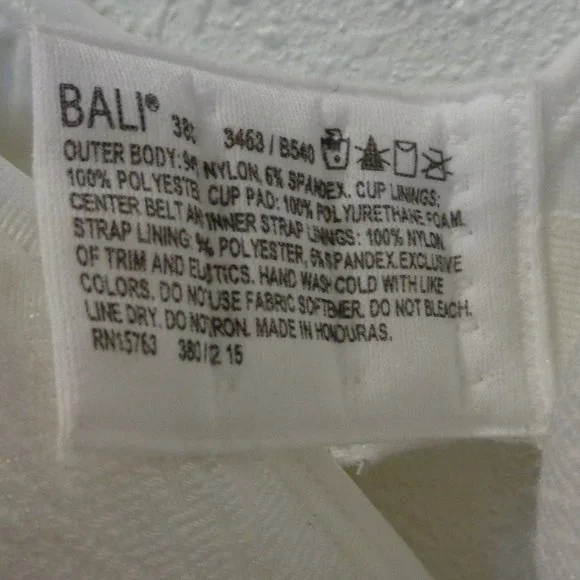 BALI® 3463 / B540
OUTER BODY: NYLON, 6% SPANDEX. CUP LININGS:
100% POLYESTE CUP PAD: 100% POLYURETHANE FOAM.
CENTER BELT AN INNER STRAP LININGS: 100% NYLON.
STRAP LINING: POLYESTER, SPANDEX. EXCLUSIVE
OF TRIM AND ELASTICS. HAND WASH COLD WITH LIKE
COLORS. DO NOT USE FABRIC SOFTENER. DO NOT BLEACH.
LINE DRY. DO NOT IRON. MADE IN HONDURAS.
RN15763 380/2 15